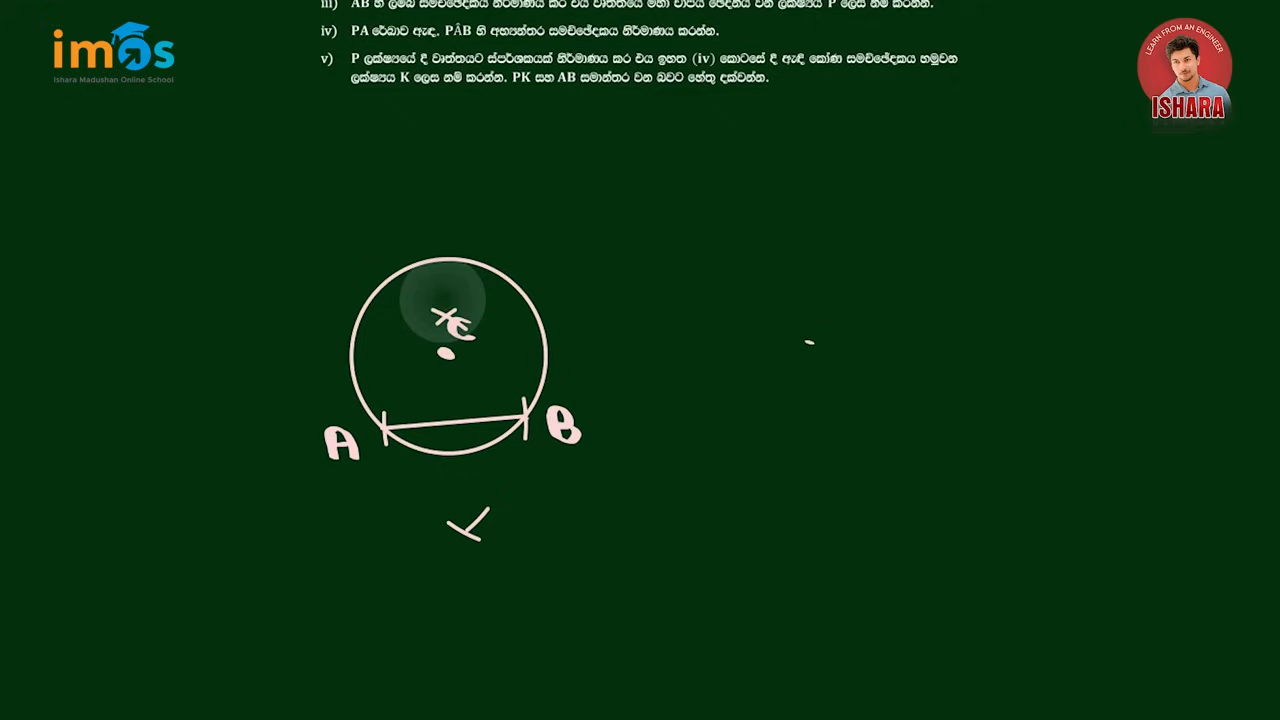 iii) AB හි ලම්බ සමච්ඡේදකය නිර්මාණය කර එය වෘත්තයේ මහා චාපය ඡේදනය වන ලක්ෂ්‍යය P ලෙස නම් කරන්න.
iv) PA රේඛාව ඇඳ, PÂB හි අභ්‍යන්තර සමච්ඡේදකය නිර්මාණය කරන්න.
v) P ලක්ෂ්‍යයේ දී වෘත්තයට ස්පර්ශකයක් නිර්මාණය කර එය ඉහත (iv) කොටසේ දී ඇඳි කෝණ සමච්ඡේදකය හමුවන
ලක්ෂ්‍යය K ලෙස නම් කරන්න. PK සහ AB සමාන්තර වන බවට හේතු දක්වන්න.
imos
Ishara Madushan Online School
LEARN FROM AN ENGINEER
ISHARA
C
A
B